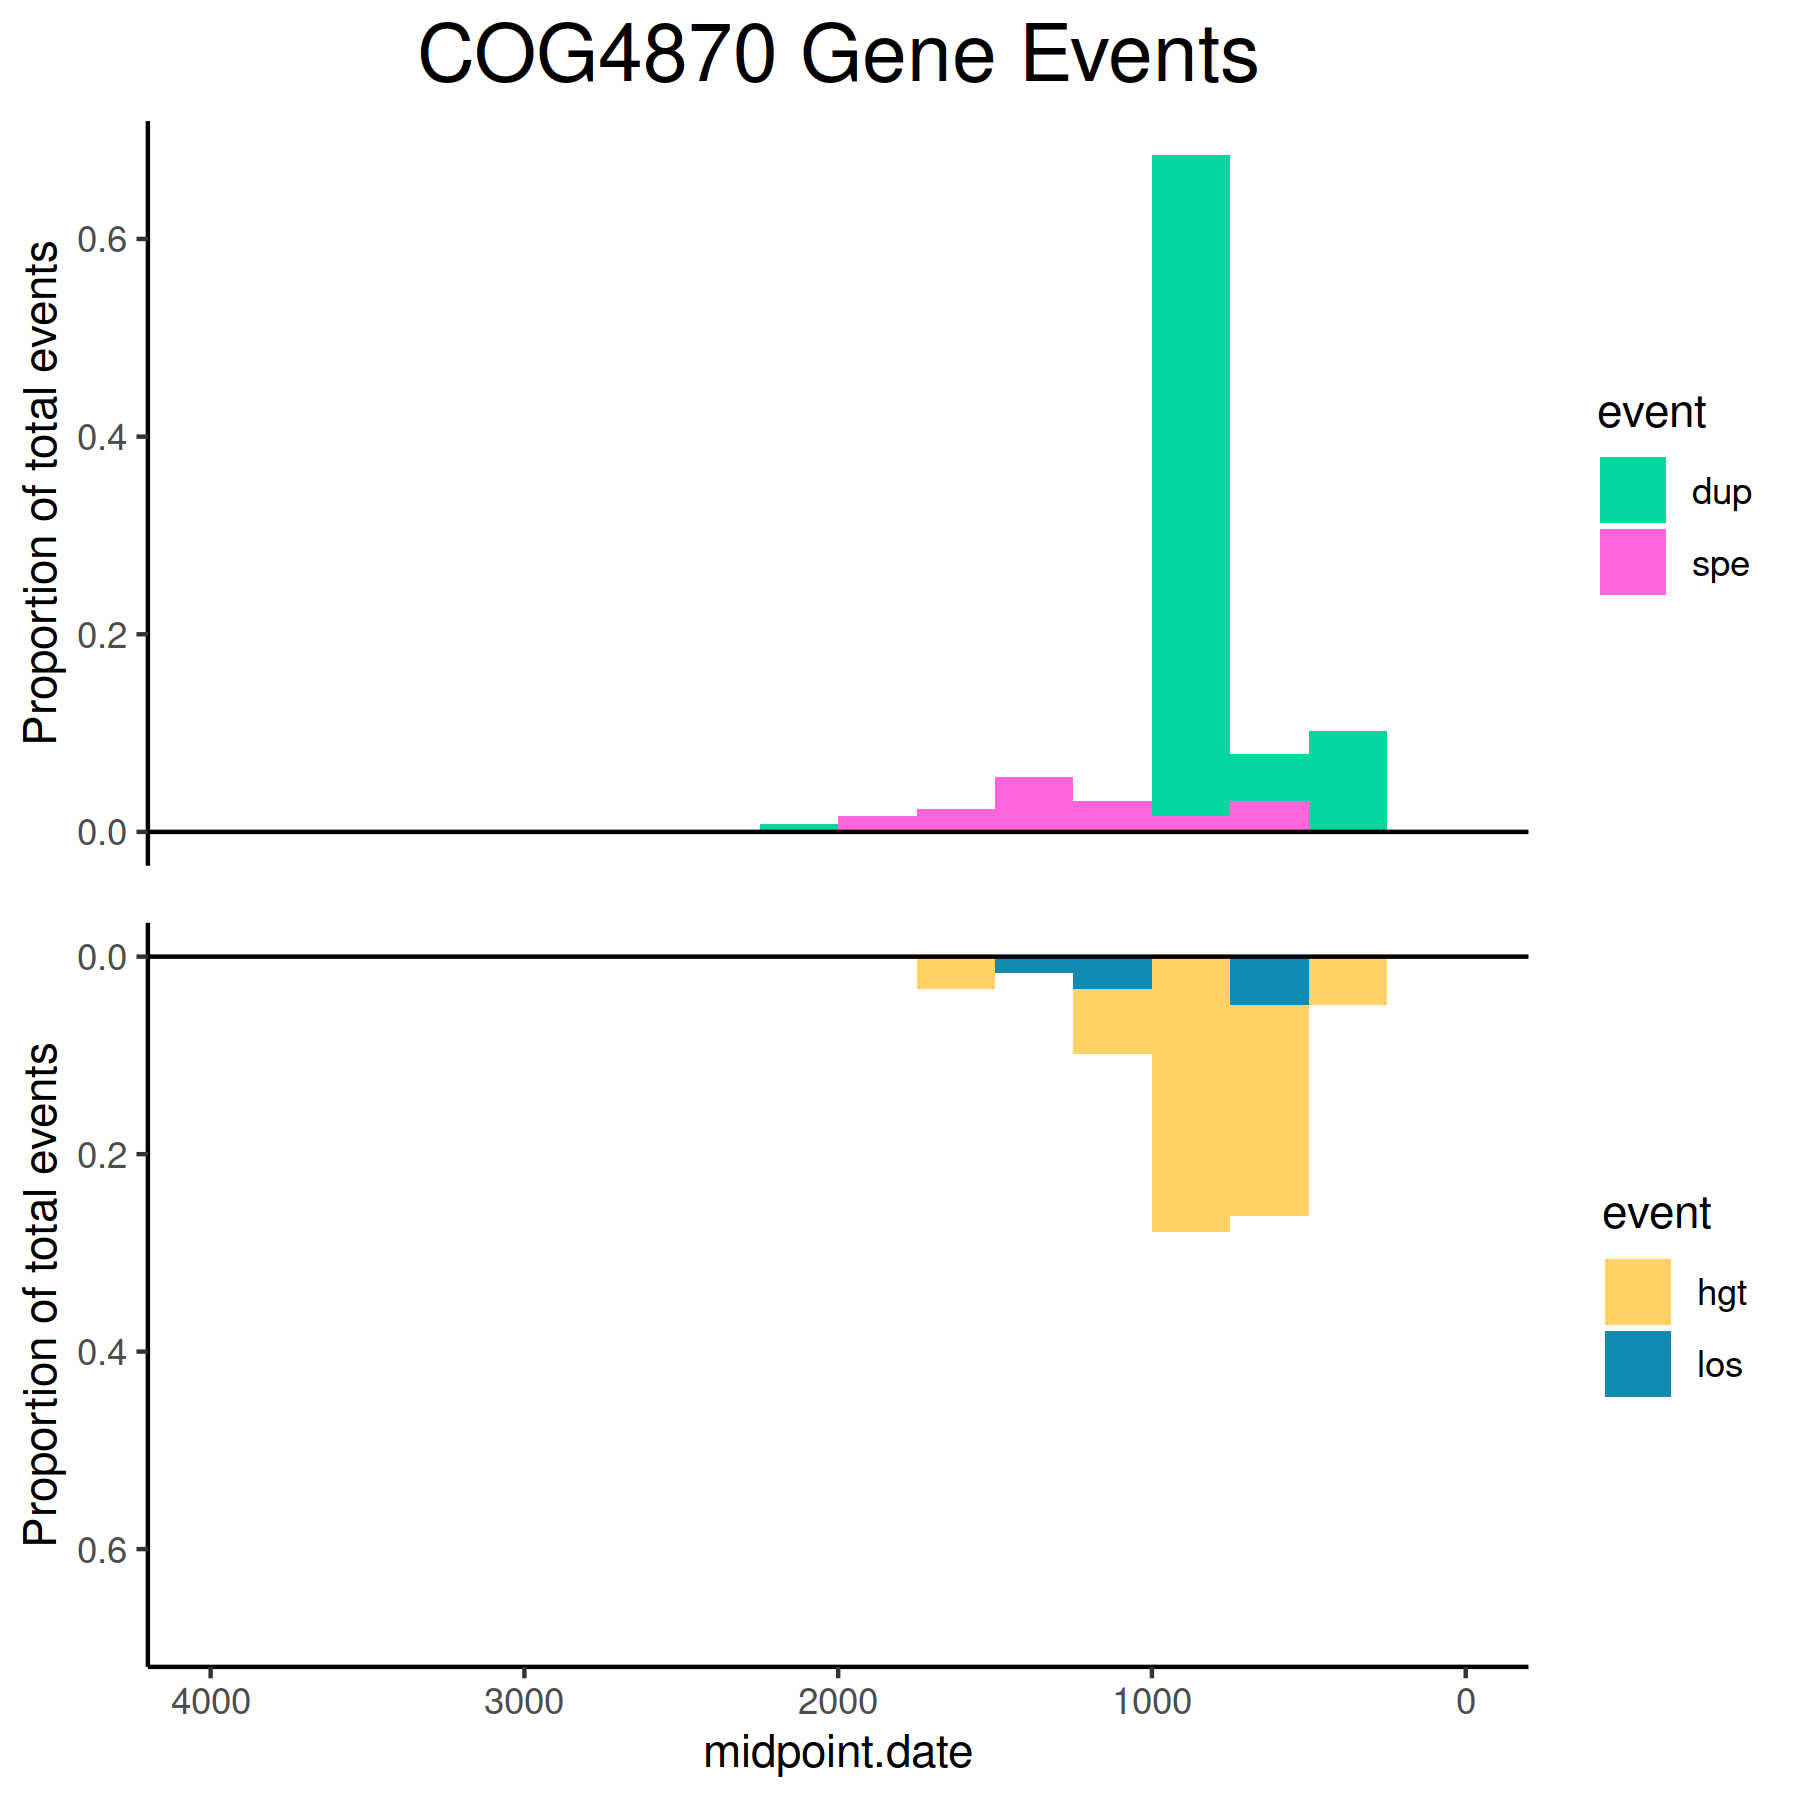 COG4870 Gene Events
Proportion of total events
0.6
0.4
0.2
0.0
event
dup
spe
Proportion of total events
0.0
0.2
0.4
0.6
event
hgt
los
4000 3000 2000 1000 0
midpoint.date